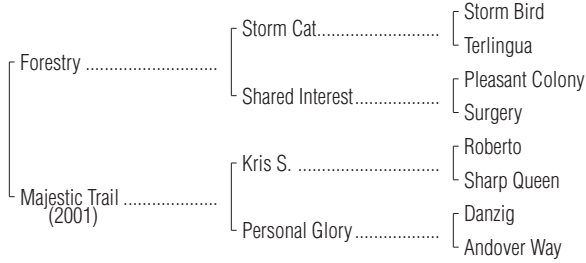 Storm Bird
Storm Cat..............................
Terlingua
Forestry .................................
Pleasant Colony
Shared Interest.....................
Surgery
Roberto
Kris S. ...................................
Sharp Queen
Majestic Trail .......................
(2001)
Danzig
Personal Glory.....................
Andover Way